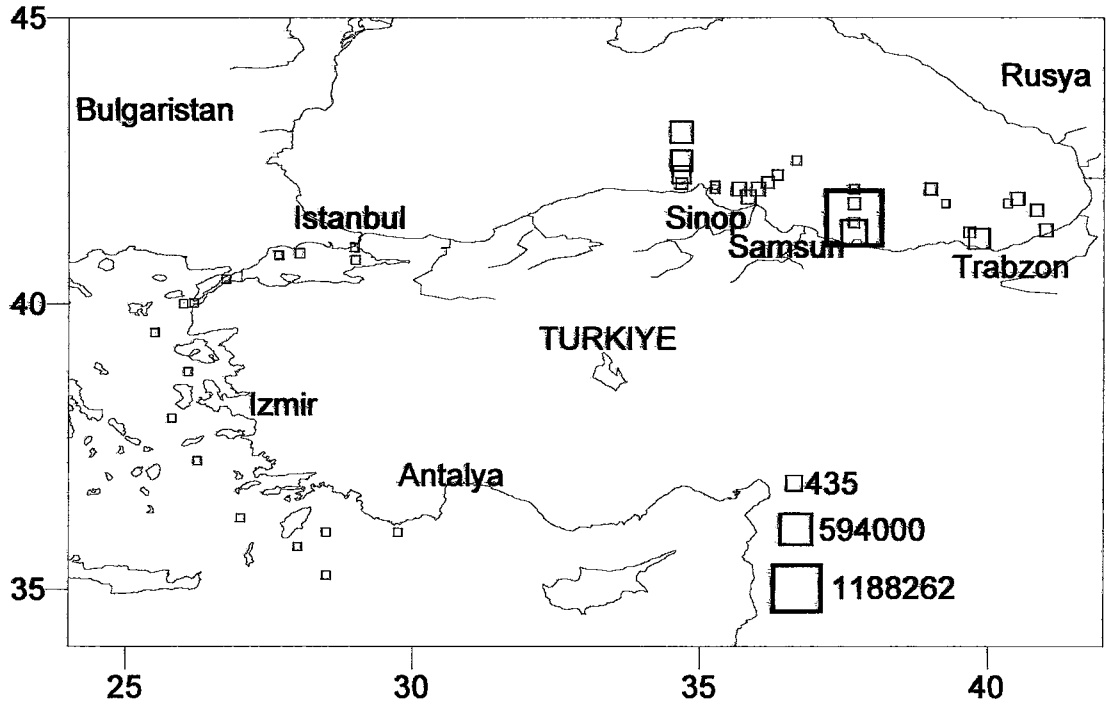 45
Rusya
Bulgaristan
Istanbul
Sinop
Samsun
Trabzon
40
TURKIYE
Izmir
Antalya
435
594000
35
1188262
25
30
35
40